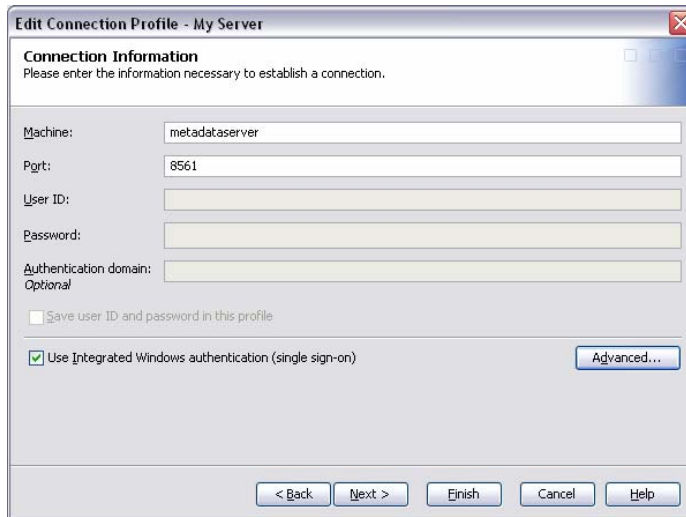 Edit Connection Profile - My Server
Connection Information
Please enter the information necessary to establish a connection.
Machine: metadataserver
Port: 8561
User ID:
Password:
Authentication domain:
Optional
Save user ID and password in this profile
Use Integrated Windows authentication (single sign-on) Advanced...
< Back Next > Finish Cancel Help